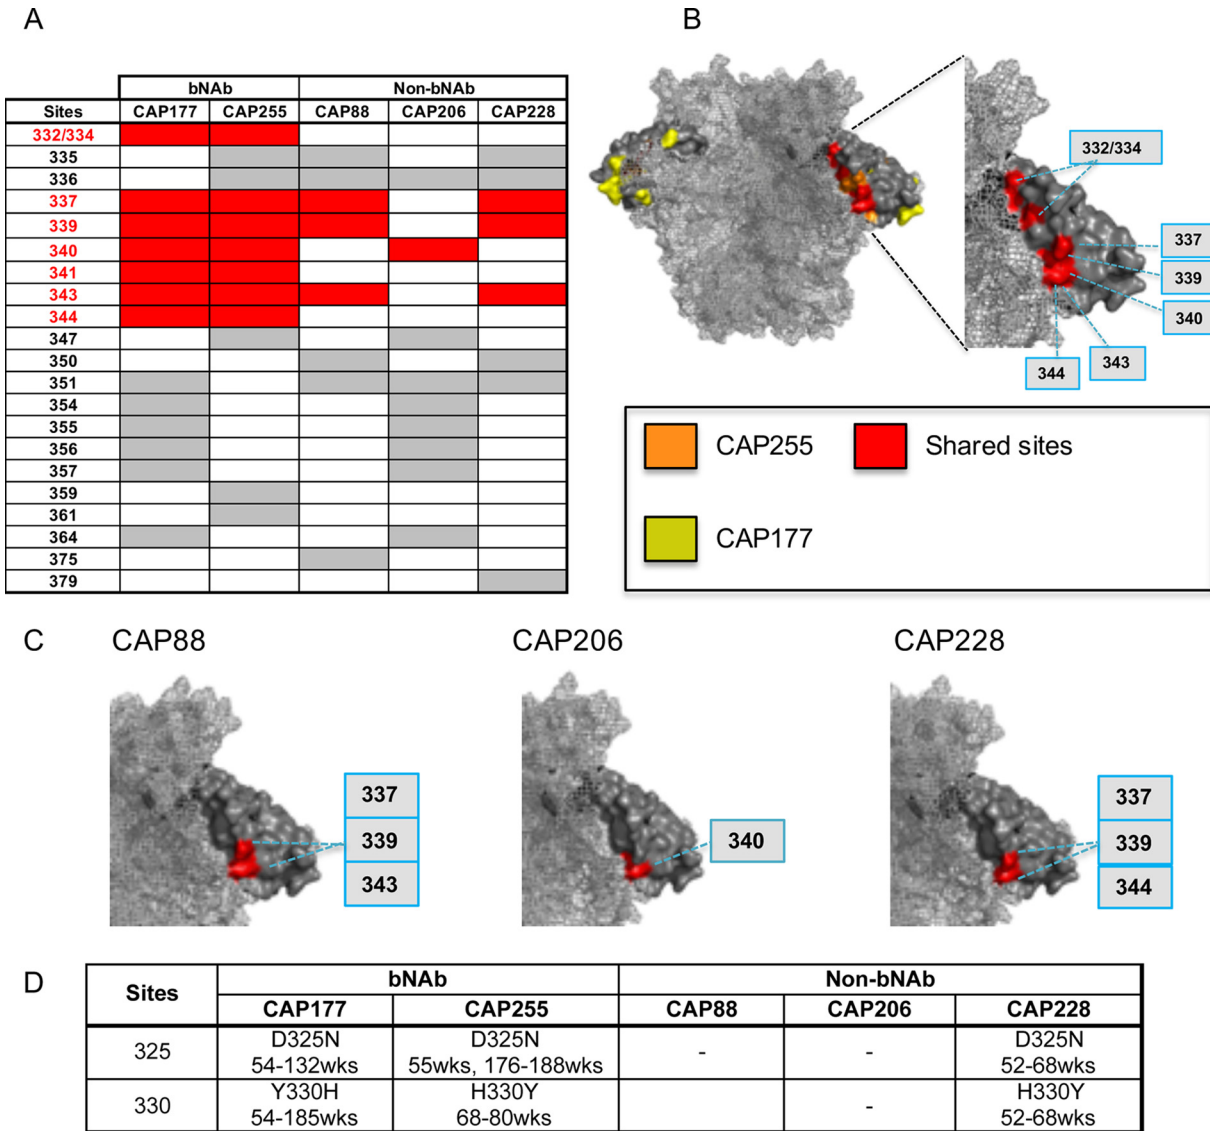 A
bNAb Non-bNAb
Sites CAP177 CAP255 CAP88 CAP206 CAP228
332/334
335
336
337
339
340
341
343
344
347
350
351
354
355
356
357
359
361
364
375
379
B
332/334
337
339
340
343
344
CAP255 Shared sites
CAP177
C CAP88 CAP206 CAP228
337
339
343
340
337
339
344
D
Sites bNAb Non-bNAb
CAP177 CAP255 CAP88 CAP206 CAP228
325 D325N D325N - - D325N
54-132wks 55wks, 176-188wks 52-68wks
330 Y330H H330Y - H330Y
54-185wks 68-80wks 52-68wks